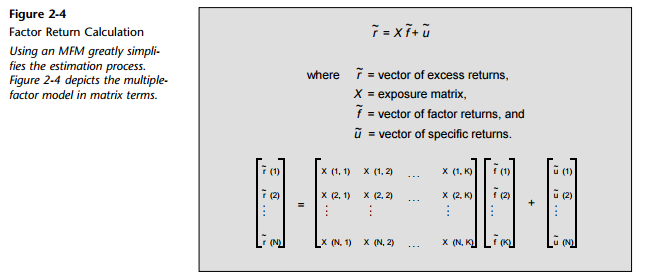 Figure 2-4
Factor Return Calculation
Using an MFM greatly simpli-
fies the estimation process.
Figure 2-4 depicts the multiple-
factor model in matrix terms.
r̃ = X f̃ + ũ
where r̃ = vector of excess returns,
X = exposure matrix,
f̃ = vector of factor returns, and
ũ = vector of specific returns.
r̃ (1) X (1, 1) X (1, 2) ... X (1, K) f̃ (1) ũ (1)
r̃ (2) X (2, 1) X (2, 2) ... X (2, K) f̃ (2) ũ (2)
= +
⋮ ⋮ ⋮ ⋮ ⋮ ⋮
r̃ (N) X (N, 1) X (N, 2) ... X (N, K) f̃ (K) ũ (N)